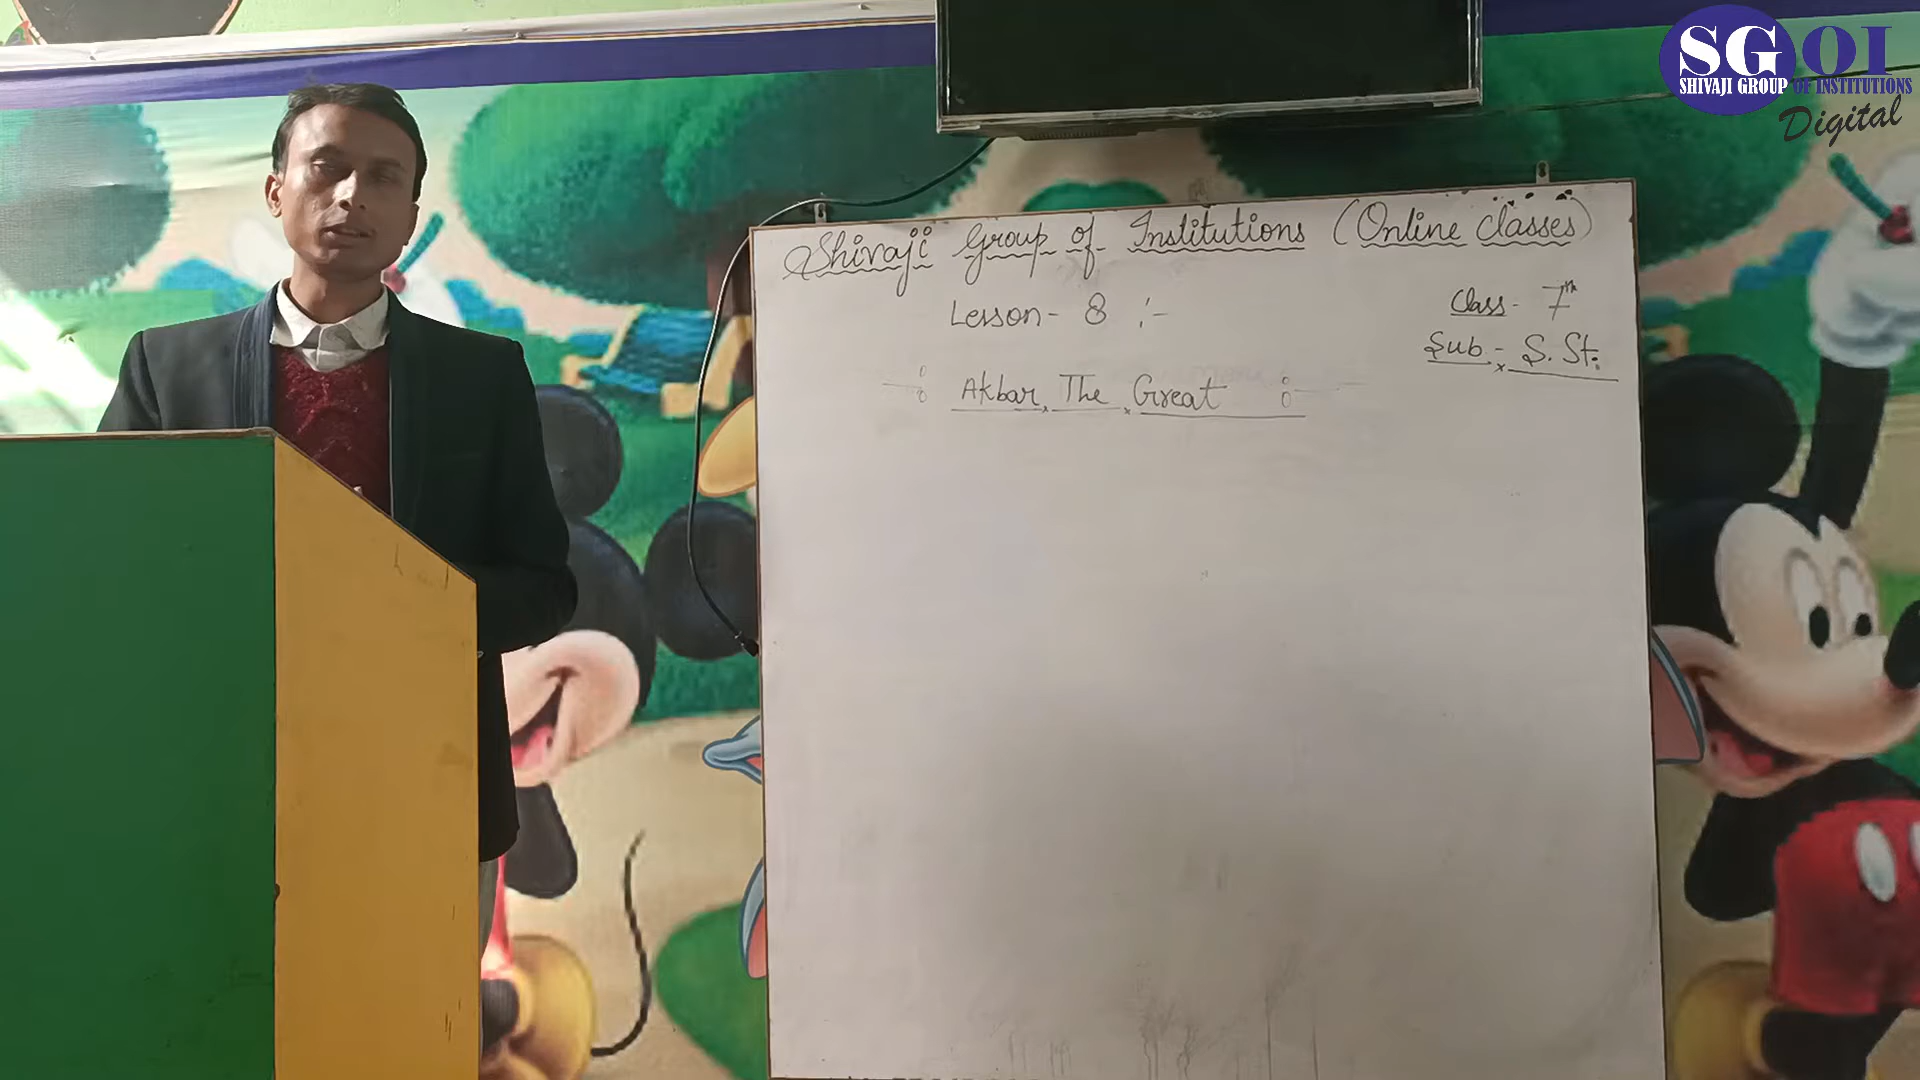 SGOI
SHIVAJI GROUP OF INSTITUTIONS
Digital
Shivaji Group of Institutions (Online Classes)
Lesson - 8 :-
Class - 7th
Sub. - S. St.
Akbar The Great